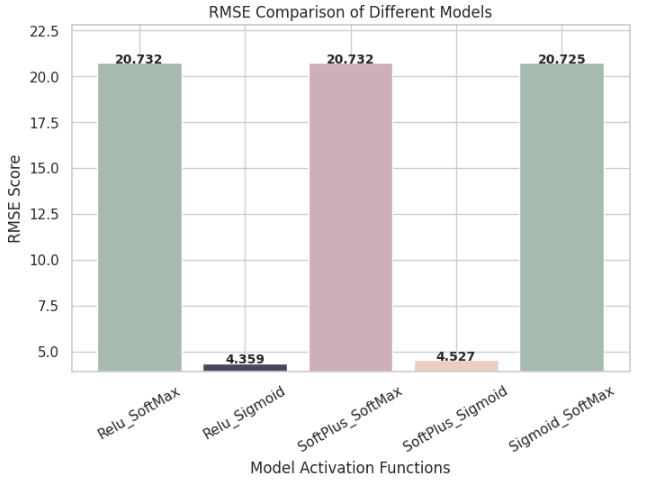 RMSE Comparison of Different Models
RMSE Score
22.5
20.0
17.5
15.0
12.5
10.0
7.5
5.0
20.732
4.359
20.732
4.527
20.725
Relu_SoftMax
Relu_Sigmoid
SoftPlus_SoftMax
SoftPlus_Sigmoid
Sigmoid_SoftMax
Model Activation Functions